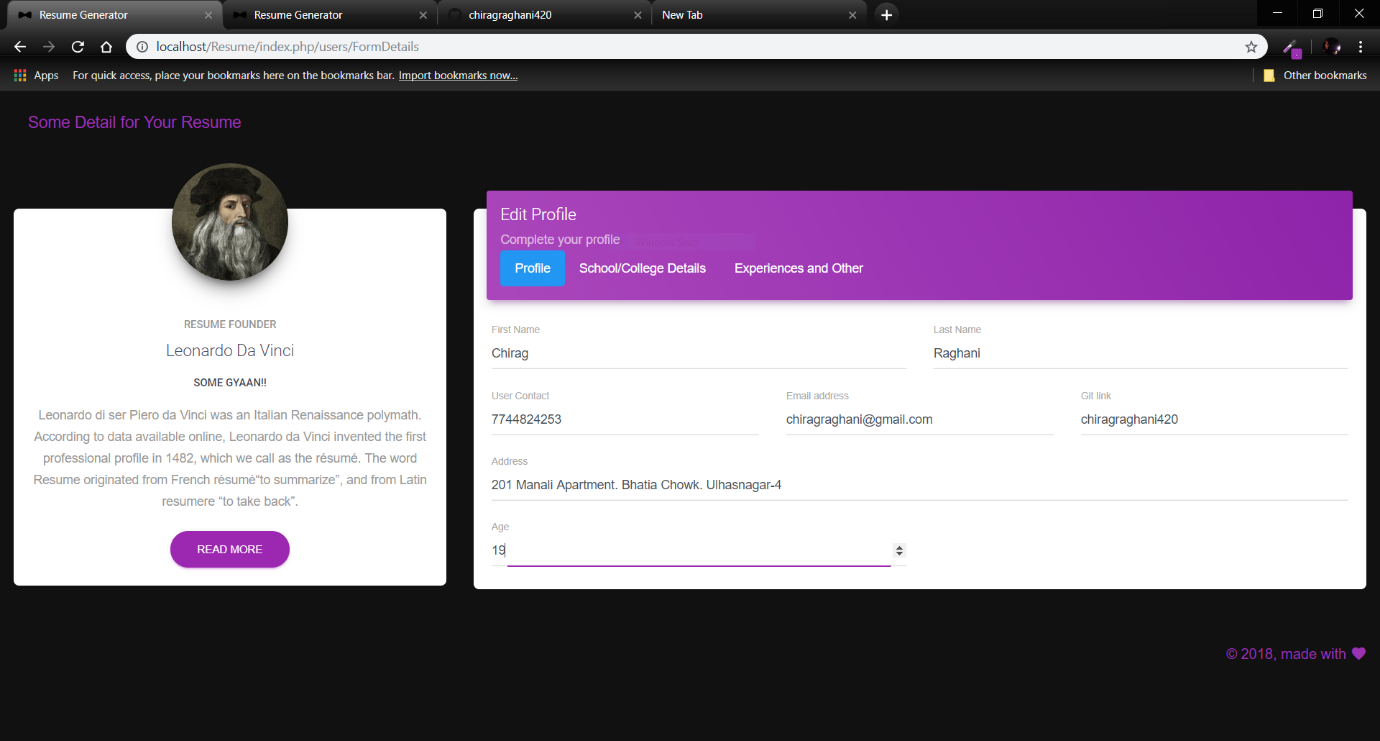 Resume Generator
Resume Generator
chiragraghani420
New Tab
localhost/Resume/index.php/users/FormDetails
Apps
For quick access, place your bookmarks here on the bookmarks bar. Import bookmarks now...
Other bookmarks
Some Detail for Your Resume
RESUME FOUNDER
Leonardo Da Vinci
SOME GYAAN!!
Leonardo di ser Piero da Vinci was an Italian Renaissance polymath.
According to data available online, Leonardo da Vinci invented the first
professional profile in 1482, which we call as the résumé. The word
Resume originated from French résumé“to summarize”, and from Latin
resumere “to take back”.
READ MORE
Edit Profile
Complete your profile
Profile
School/College Details
Experiences and Other
First Name
Last Name
Chirag
Raghani
User Contact
Email address
Git link
7744824253
chiragraghani@gmail.com
chiragraghani420
Address
201 Manali Apartment. Bhatia Chowk. Ulhasnagar-4
Age
19
© 2018, made with